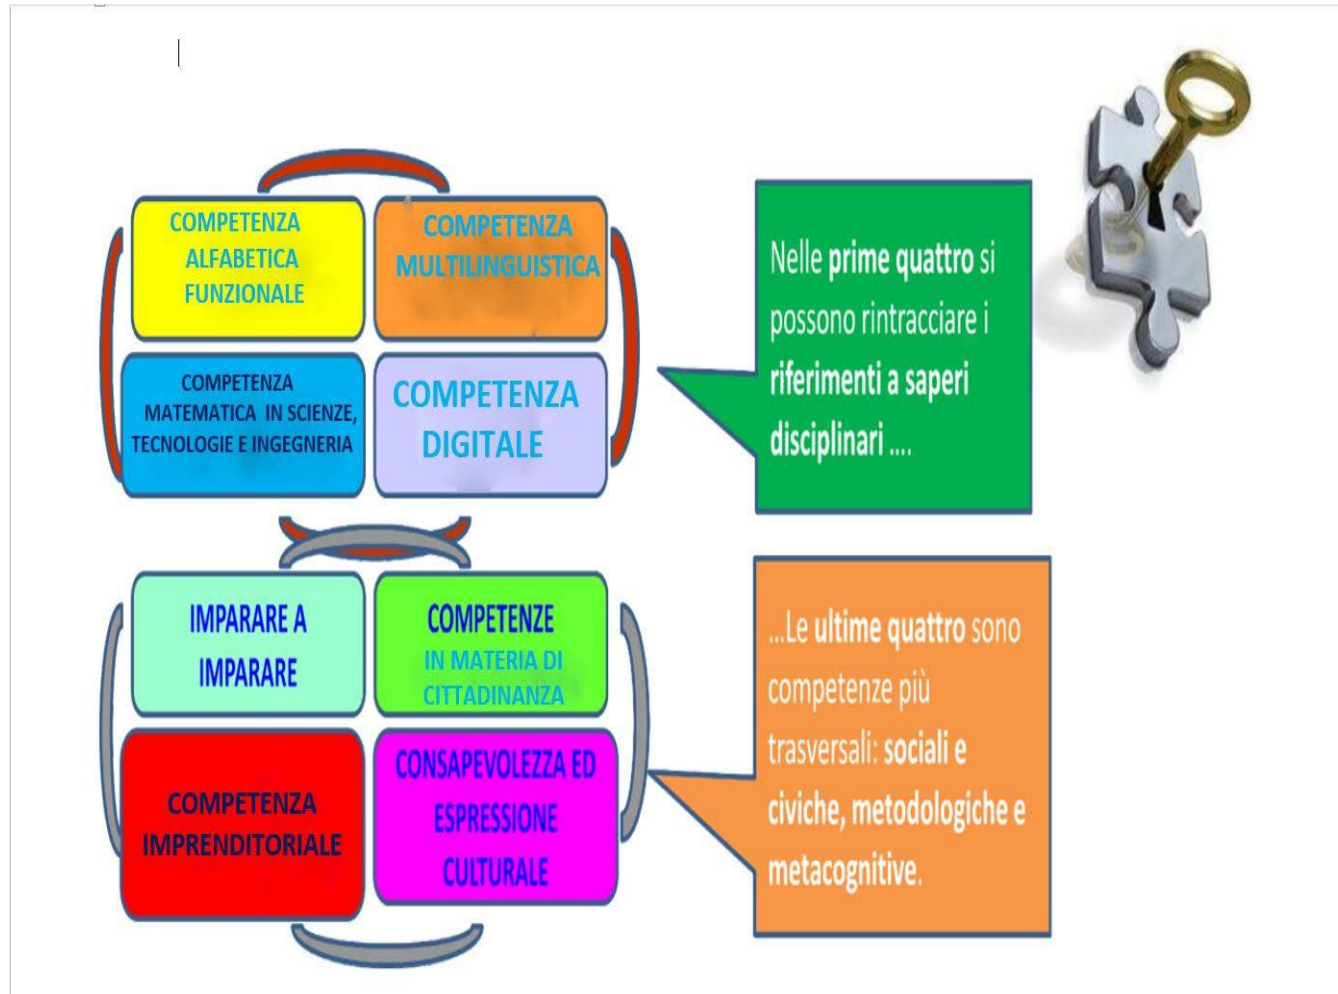 COMPETENZA
ALFABETICA
FUNZIONALE
COMPETENZA
MULTILINGUISTICA
COMPETENZA
MATEMATICA IN SCIENZE,
TECNOLOGIE E INGEGNERIA
COMPETENZA
DIGITALE
Nelle prime quattro si
possono rintracciare i
riferimenti a saperi
disciplinari ....
IMPARARE A
IMPARARE
COMPETENZE
IN MATERIA DI
CITTADINANZA
COMPETENZA
IMPRENDITORIALE
CONSAPEVOLEZZA ED
ESPRESSIONE
CULTURALE
...Le ultime quattro sono
competenze più
trasversali: sociali e
civiche, metodologiche e
metacognitive.